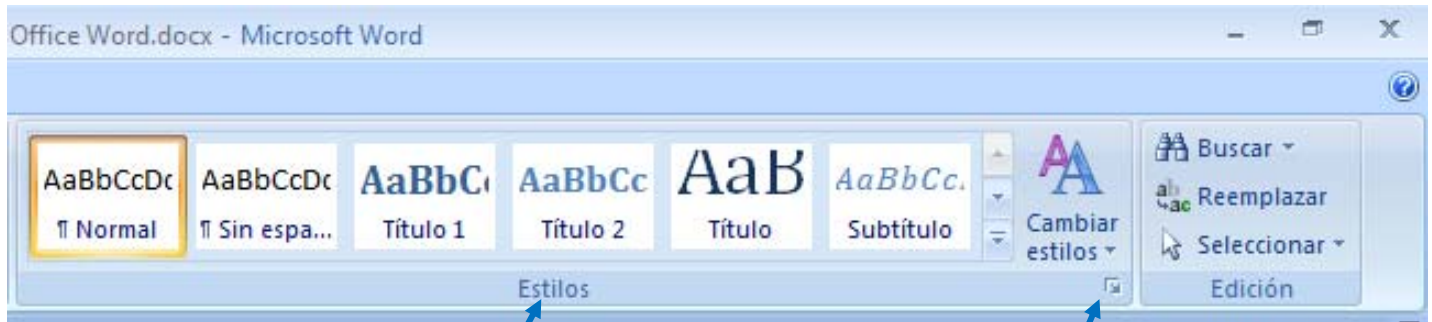 Office Word.docx - Microsoft Word
AaBbCcDc AaBbCcDc AaBbC AaBbCc AaB AaBbCc.
¶ Normal ¶ Sin espa... Título 1 Título 2 Título Subtítulo
Cambiar
estilos
Estilos
Buscar
Reemplazar
Seleccionar
Edición